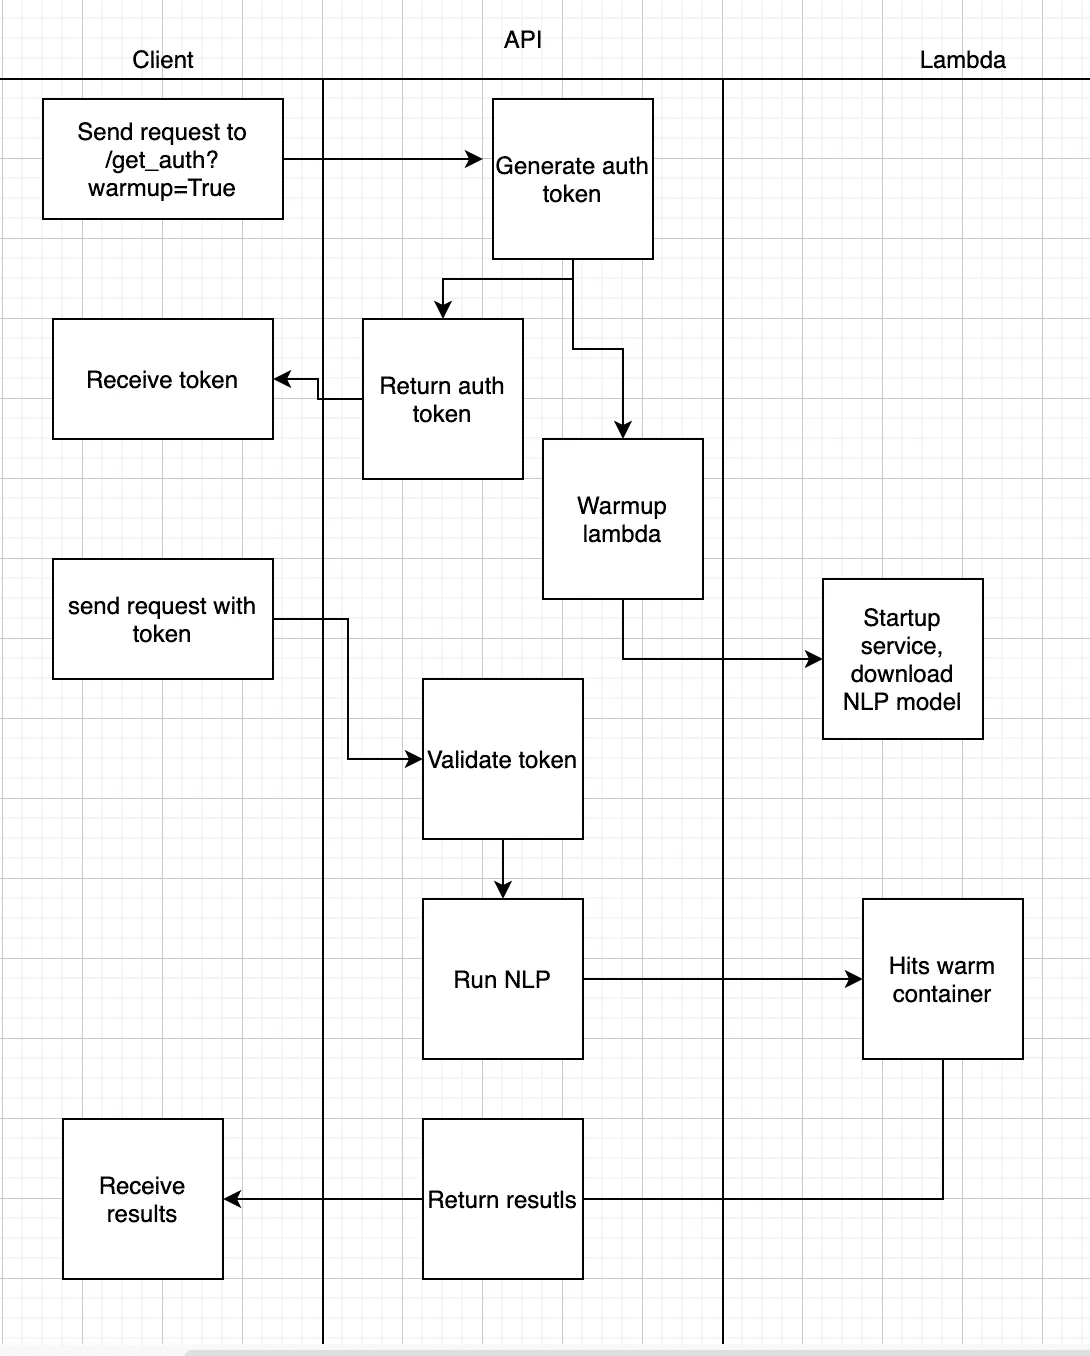 API
Client
Lambda
Send request to
/get_auth?
warmup=True
Generate auth
token
Receive token
Return auth
token
Warmup
lambda
send request with
token
Startup
service,
download
NLP model
Validate token
Run NLP
Hits warm
container
Receive
results
Return resutls